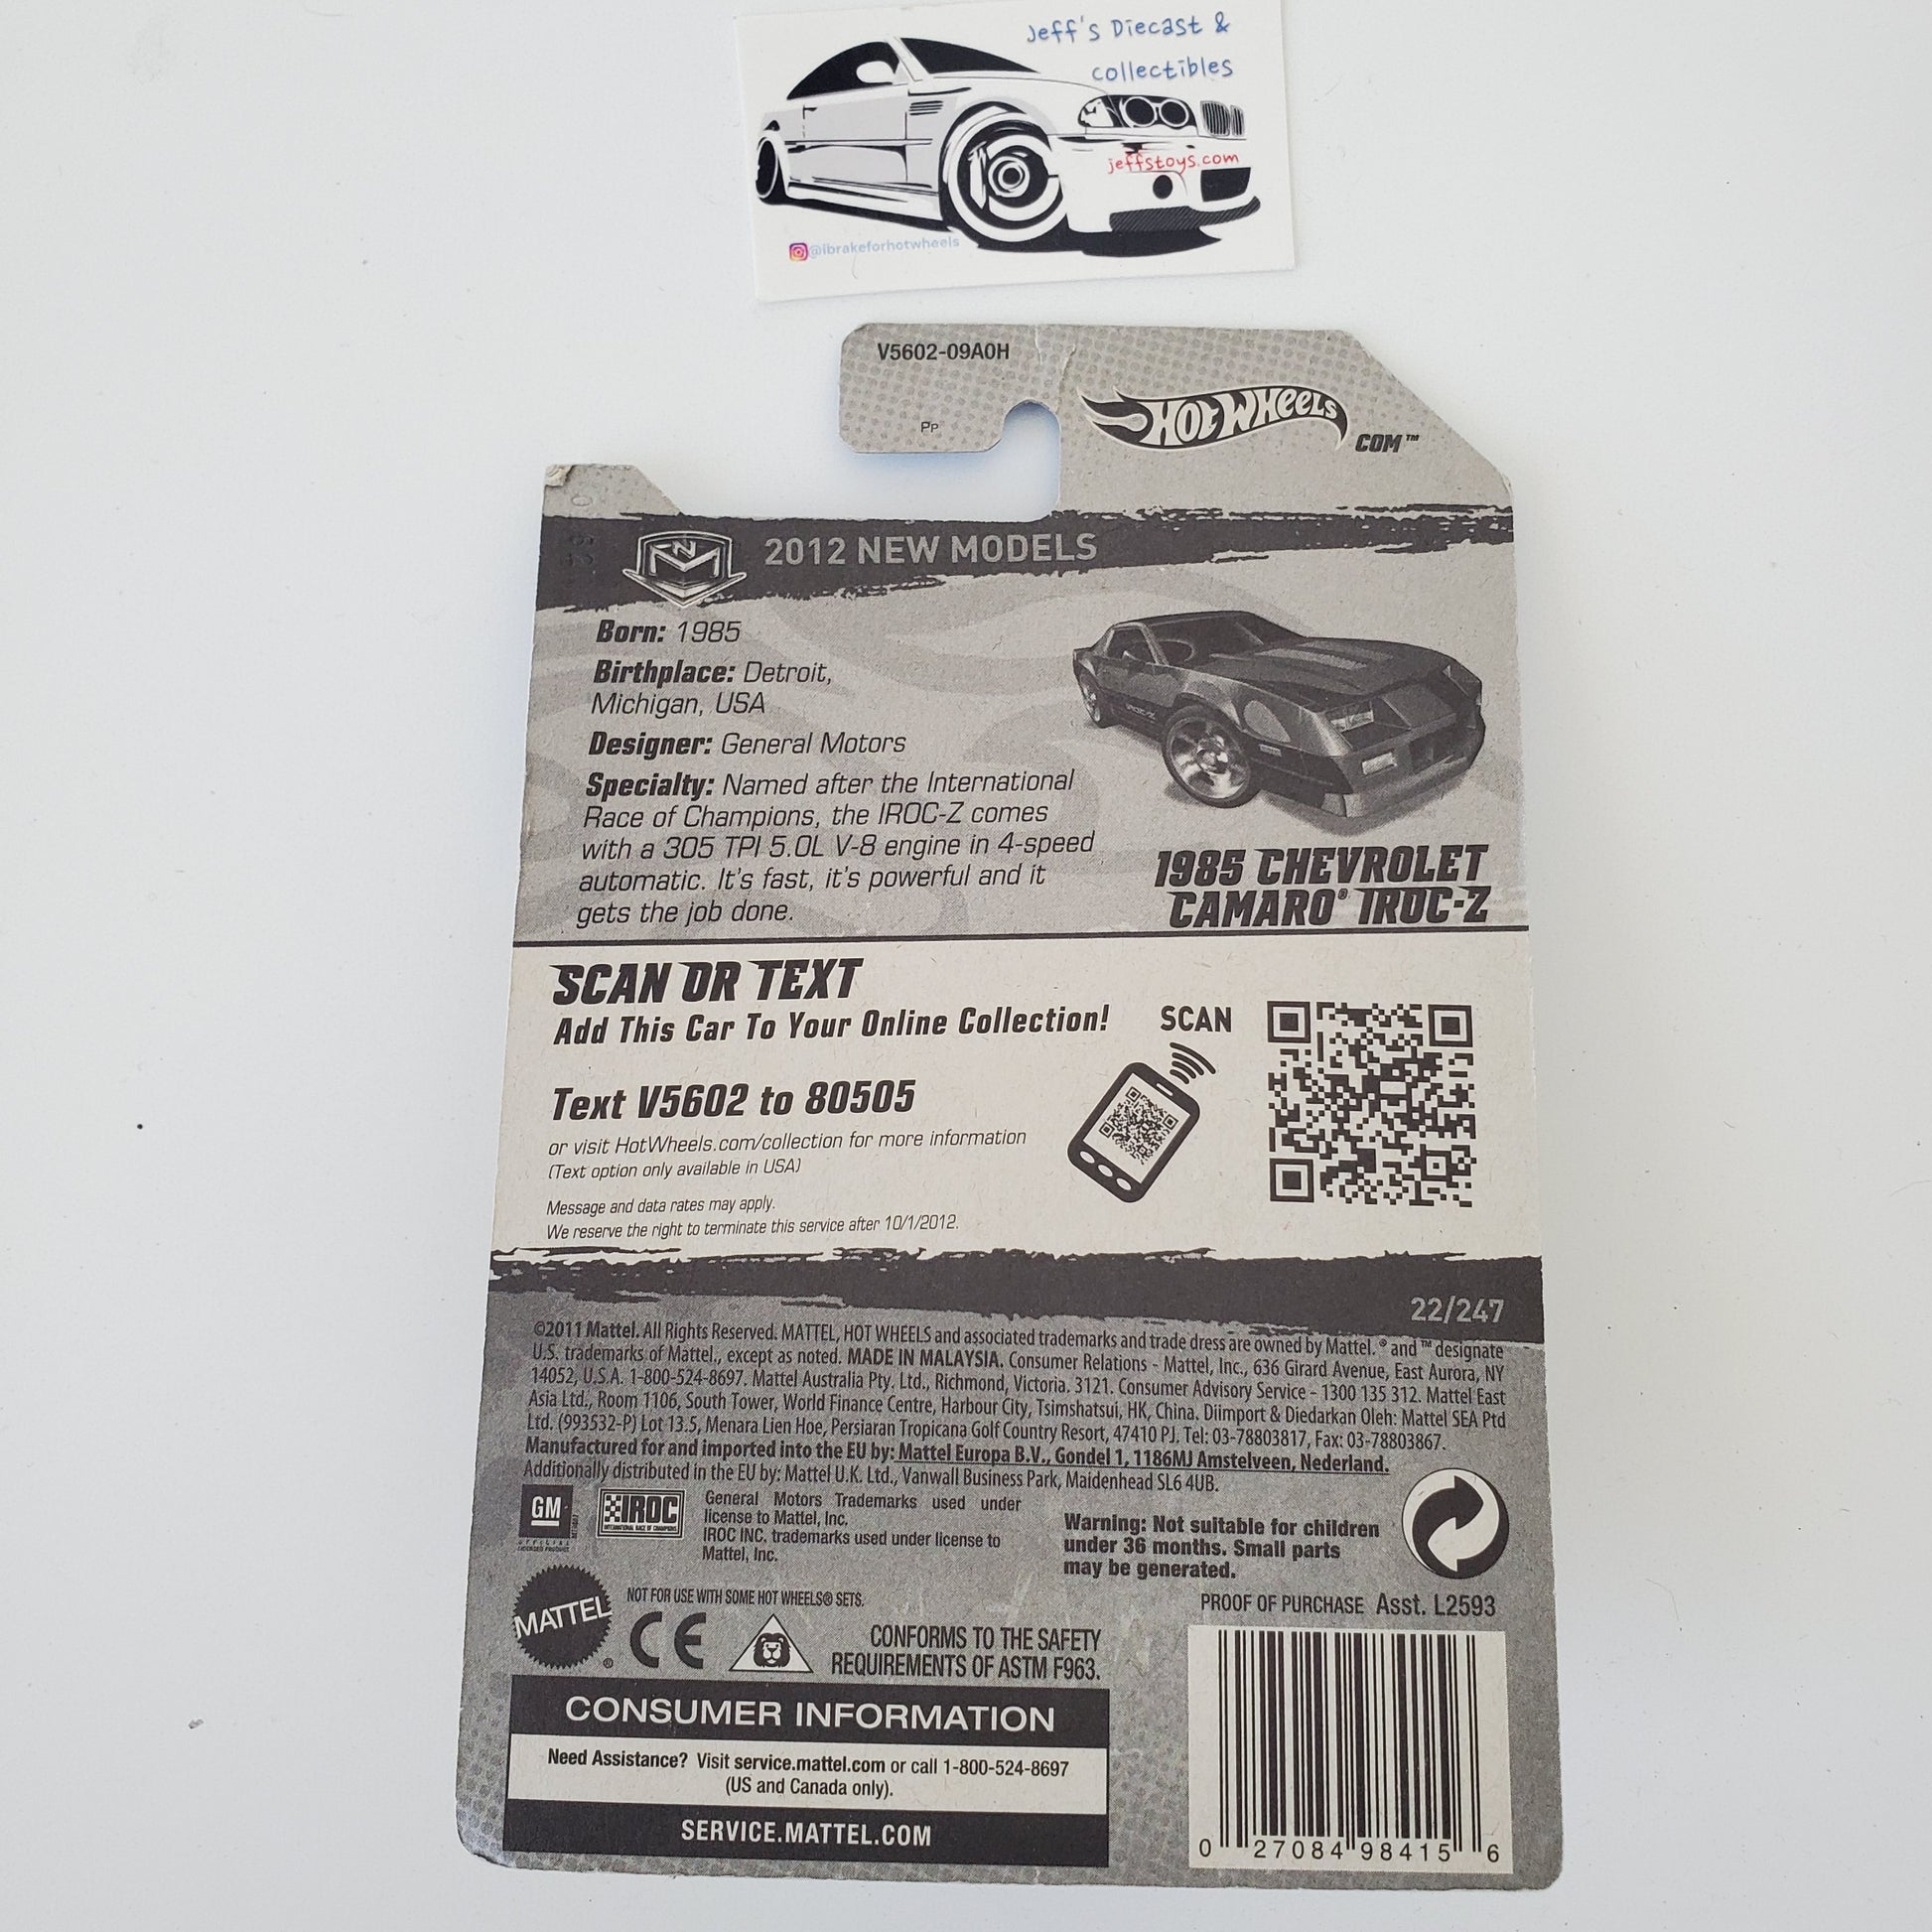 Jeff's Diecast &
collectibles
jeffstoys.com
@ibrakeforhotwheels
V5602-09A0H
PP
HOT WHEELS
COM™
2012 NEW MODELS
Born: 1985
Birthplace: Detroit,
Michigan, USA
Designer: General Motors
Specialty: Named after the International
Race of Champions, the IROC-Z comes
with a 305 TPI 5.0L V-8 engine in 4-speed
automatic. It's fast, it's powerful and it
gets the job done.
1985 CHEVROLET
CAMARO® IROC-Z
SCAN OR TEXT
Add This Car To Your Online Collection!
SCAN
Text V5602 to 80505
or visit HotWheels.com/collection for more information
(Text option only available in USA)
Message and data rates may apply.
We reserve the right to terminate this service after 10/1/2012.
22/247
©2011 Mattel. All Rights Reserved. MATTEL, HOT WHEELS and associated trademarks and trade dress are owned by Mattel. ® and ™ designate
U.S. trademarks of Mattel., except as noted. MADE IN MALAYSIA. Consumer Relations - Mattel, Inc., 636 Girard Avenue, East Aurora, NY
14052, U.S.A. 1-800-524-8697. Mattel Australia Pty. Ltd., Richmond, Victoria. 3121. Consumer Advisory Service - 1300 135 312. Mattel East
Asia Ltd., Room 1106, South Tower, World Finance Centre, Harbour City, Tsimshatsui, HK, China. Diimport & Diedarkan Oleh: Mattel SEA Ptd
Ltd. (993532-P) Lot 13.5, Menara Lien Hoe, Persiaran Tropicana Golf Country Resort, 47410 PJ. Tel: 03-78803817, Fax: 03-78803867.
Manufactured for and imported into the EU by: Mattel Europa B.V., Gondel 1, 1186MJ Amstelveen, Nederland.
Additionally distributed in the EU by: Mattel U.K. Ltd., Vanwall Business Park, Maidenhead SL6 4UB.
GM
OFFICIAL
LICENSED PRODUCT
IROC
INTERNATIONAL RACE OF CHAMPIONS
General Motors Trademarks used under
license to Mattel, Inc.
IROC INC. trademarks used under license to
Mattel, Inc.
Warning: Not suitable for children
under 36 months. Small parts
may be generated.
MATTEL®
NOT FOR USE WITH SOME HOT WHEELS® SETS.
CE
CONFORMS TO THE SAFETY
REQUIREMENTS OF ASTM F963.
PROOF OF PURCHASE Asst. L2593
CONSUMER INFORMATION
Need Assistance? Visit service.mattel.com or call 1-800-524-8697
(US and Canada only).
SERVICE.MATTEL.COM
0 27084 98415 6